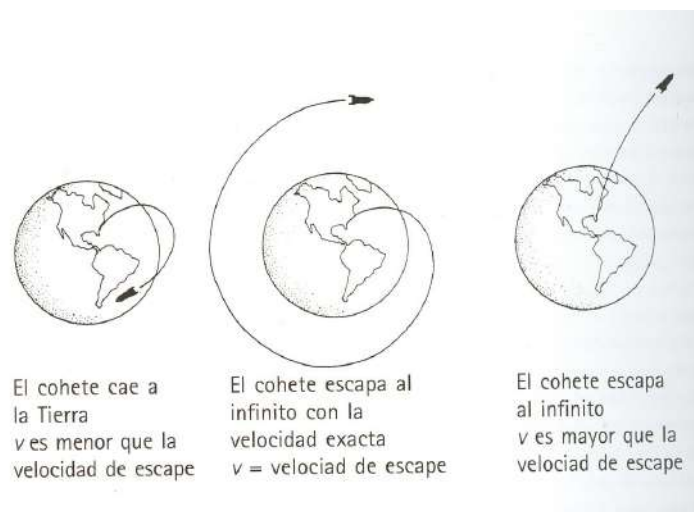 El cohete cae a
la Tierra
v es menor que la
velocidad de escape
El cohete escapa al
infinito con la
velocidad exacta
v = velociad de escape
El cohete escapa
al infinito
v es mayor que la
velociad de escape